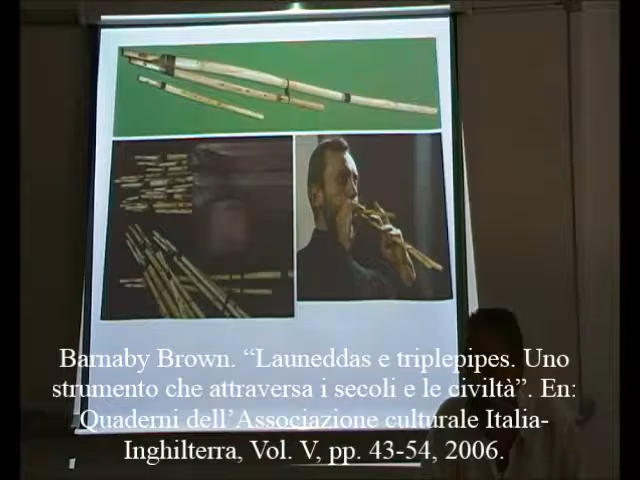 Barnaby Brown. “Launeddas e triplepipes. Uno
strumento che attraversa i secoli e le civiltà”. En:
Quaderni dell’Associazione culturale Italia-
Inghilterra, Vol. V, pp. 43-54, 2006.